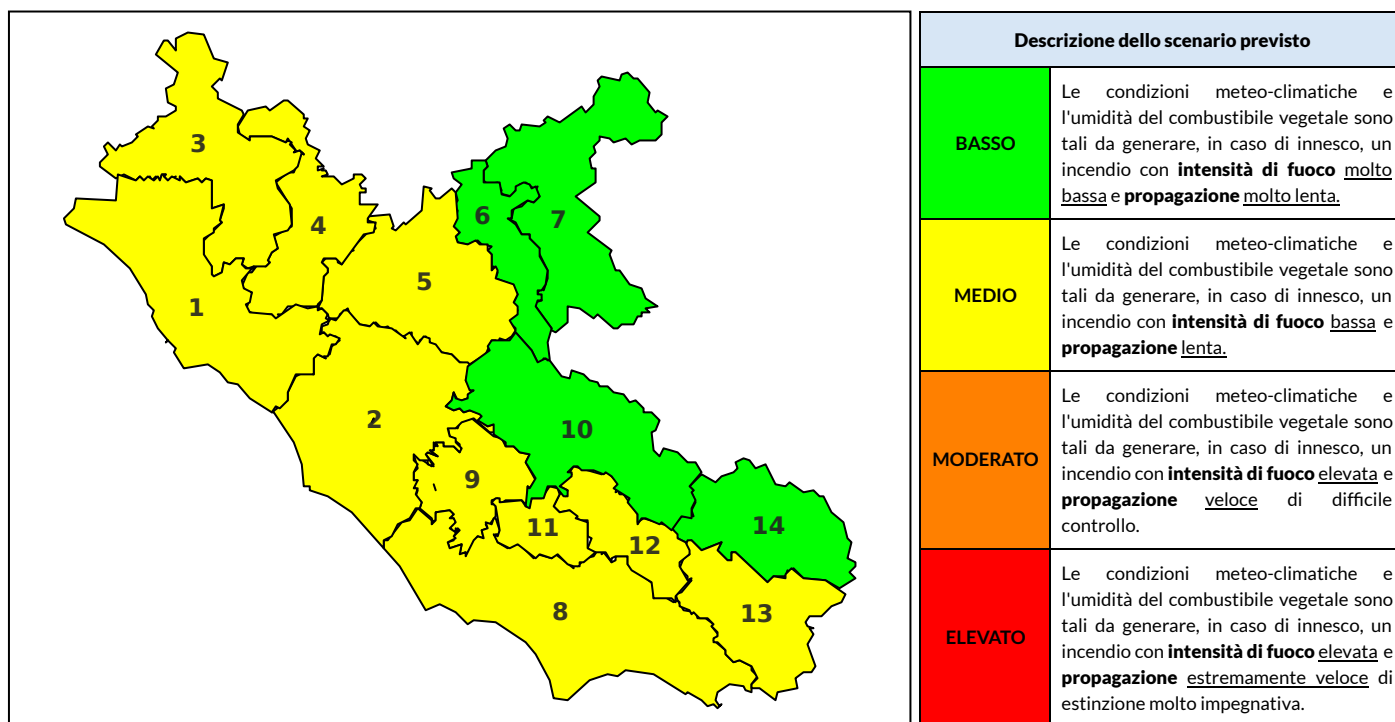 3
4
6
7
5
1
2
10
9
11
12
14
8
13
Descrizione dello scenario previsto
BASSO
Le condizioni meteo-climatiche e
l'umidità del combustibile vegetale sono
tali da generare, in caso di innesco, un
incendio con intensità di fuoco molto
bassa e propagazione molto lenta.
MEDIO
Le condizioni meteo-climatiche e
l'umidità del combustibile vegetale sono
tali da generare, in caso di innesco, un
incendio con intensità di fuoco bassa e
propagazione lenta.
MODERATO
Le condizioni meteo-climatiche e
l'umidità del combustibile vegetale sono
tali da generare, in caso di innesco, un
incendio con intensità di fuoco elevata e
propagazione veloce di difficile
controllo.
ELEVATO
Le condizioni meteo-climatiche e
l'umidità del combustibile vegetale sono
tali da generare, in caso di innesco, un
incendio con intensità di fuoco elevata e
propagazione estremamente veloce di
estinzione molto impegnativa.